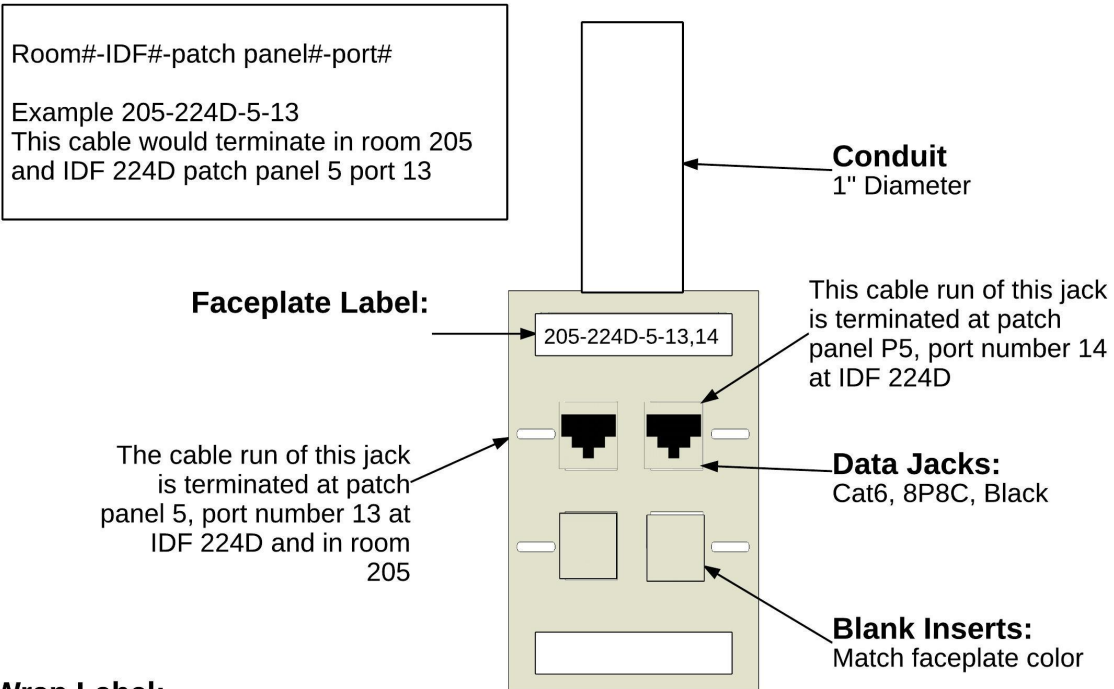 Room#-IDF#-patch panel#-port#
Example 205-224D-5-13
This cable would terminate in room 205
and IDF 224D patch panel 5 port 13
Conduit
1" Diameter
Faceplate Label:
205-224D-5-13,14
This cable run of this jack
is terminated at patch
panel P5, port number 14
at IDF 224D
The cable run of this jack
is terminated at patch
panel 5, port number 13 at
IDF 224D and in room
205
Data Jacks:
Cat6, 8P8C, Black
Blank Inserts:
Match faceplate color
Label: